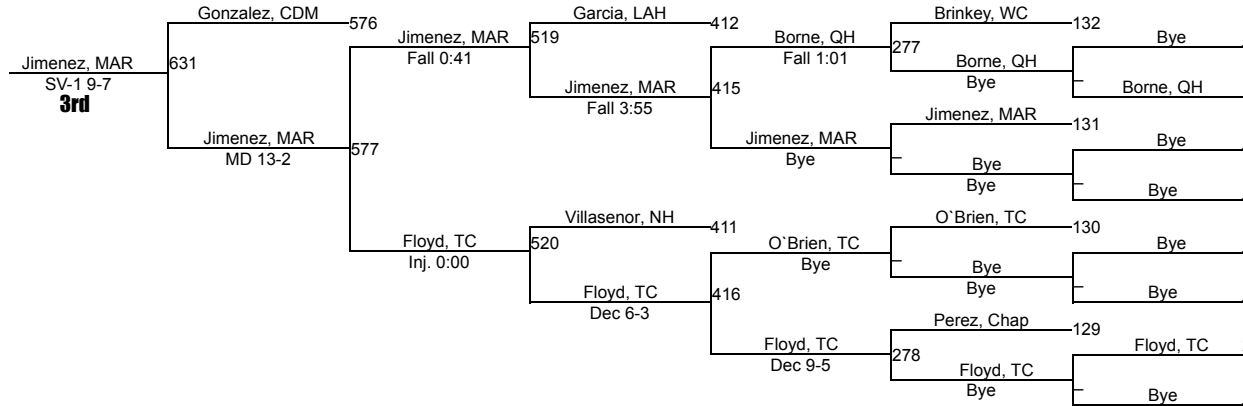 Gonzalez, CDM
576
Garcia, LAH
412
Brinkey, WC
132
Jimenez, MAR
519
Borne, QH
277
Bye
Fall 0:41
Fall 1:01
Jimenez, MAR
631
Borne, QH
SV-1 9-7
Jimenez, MAR
415
Bye
Borne, QH
3rd
Fall 3:55
Jimenez, MAR
131
Jimenez, MAR
577
Jimenez, MAR
Bye
MD 13-2
Bye
Bye
Bye
Bye
Villasenor, NH
411
O`Brien, TC
130
Floyd, TC
520
O`Brien, TC
Bye
Inj. 0:00
Bye
Bye
Floyd, TC
416
Bye
Bye
Dec 6-3
Perez, Chap
129
Floyd, TC
278
Floyd, TC
Dec 9-5
Floyd, TC
Bye
Bye